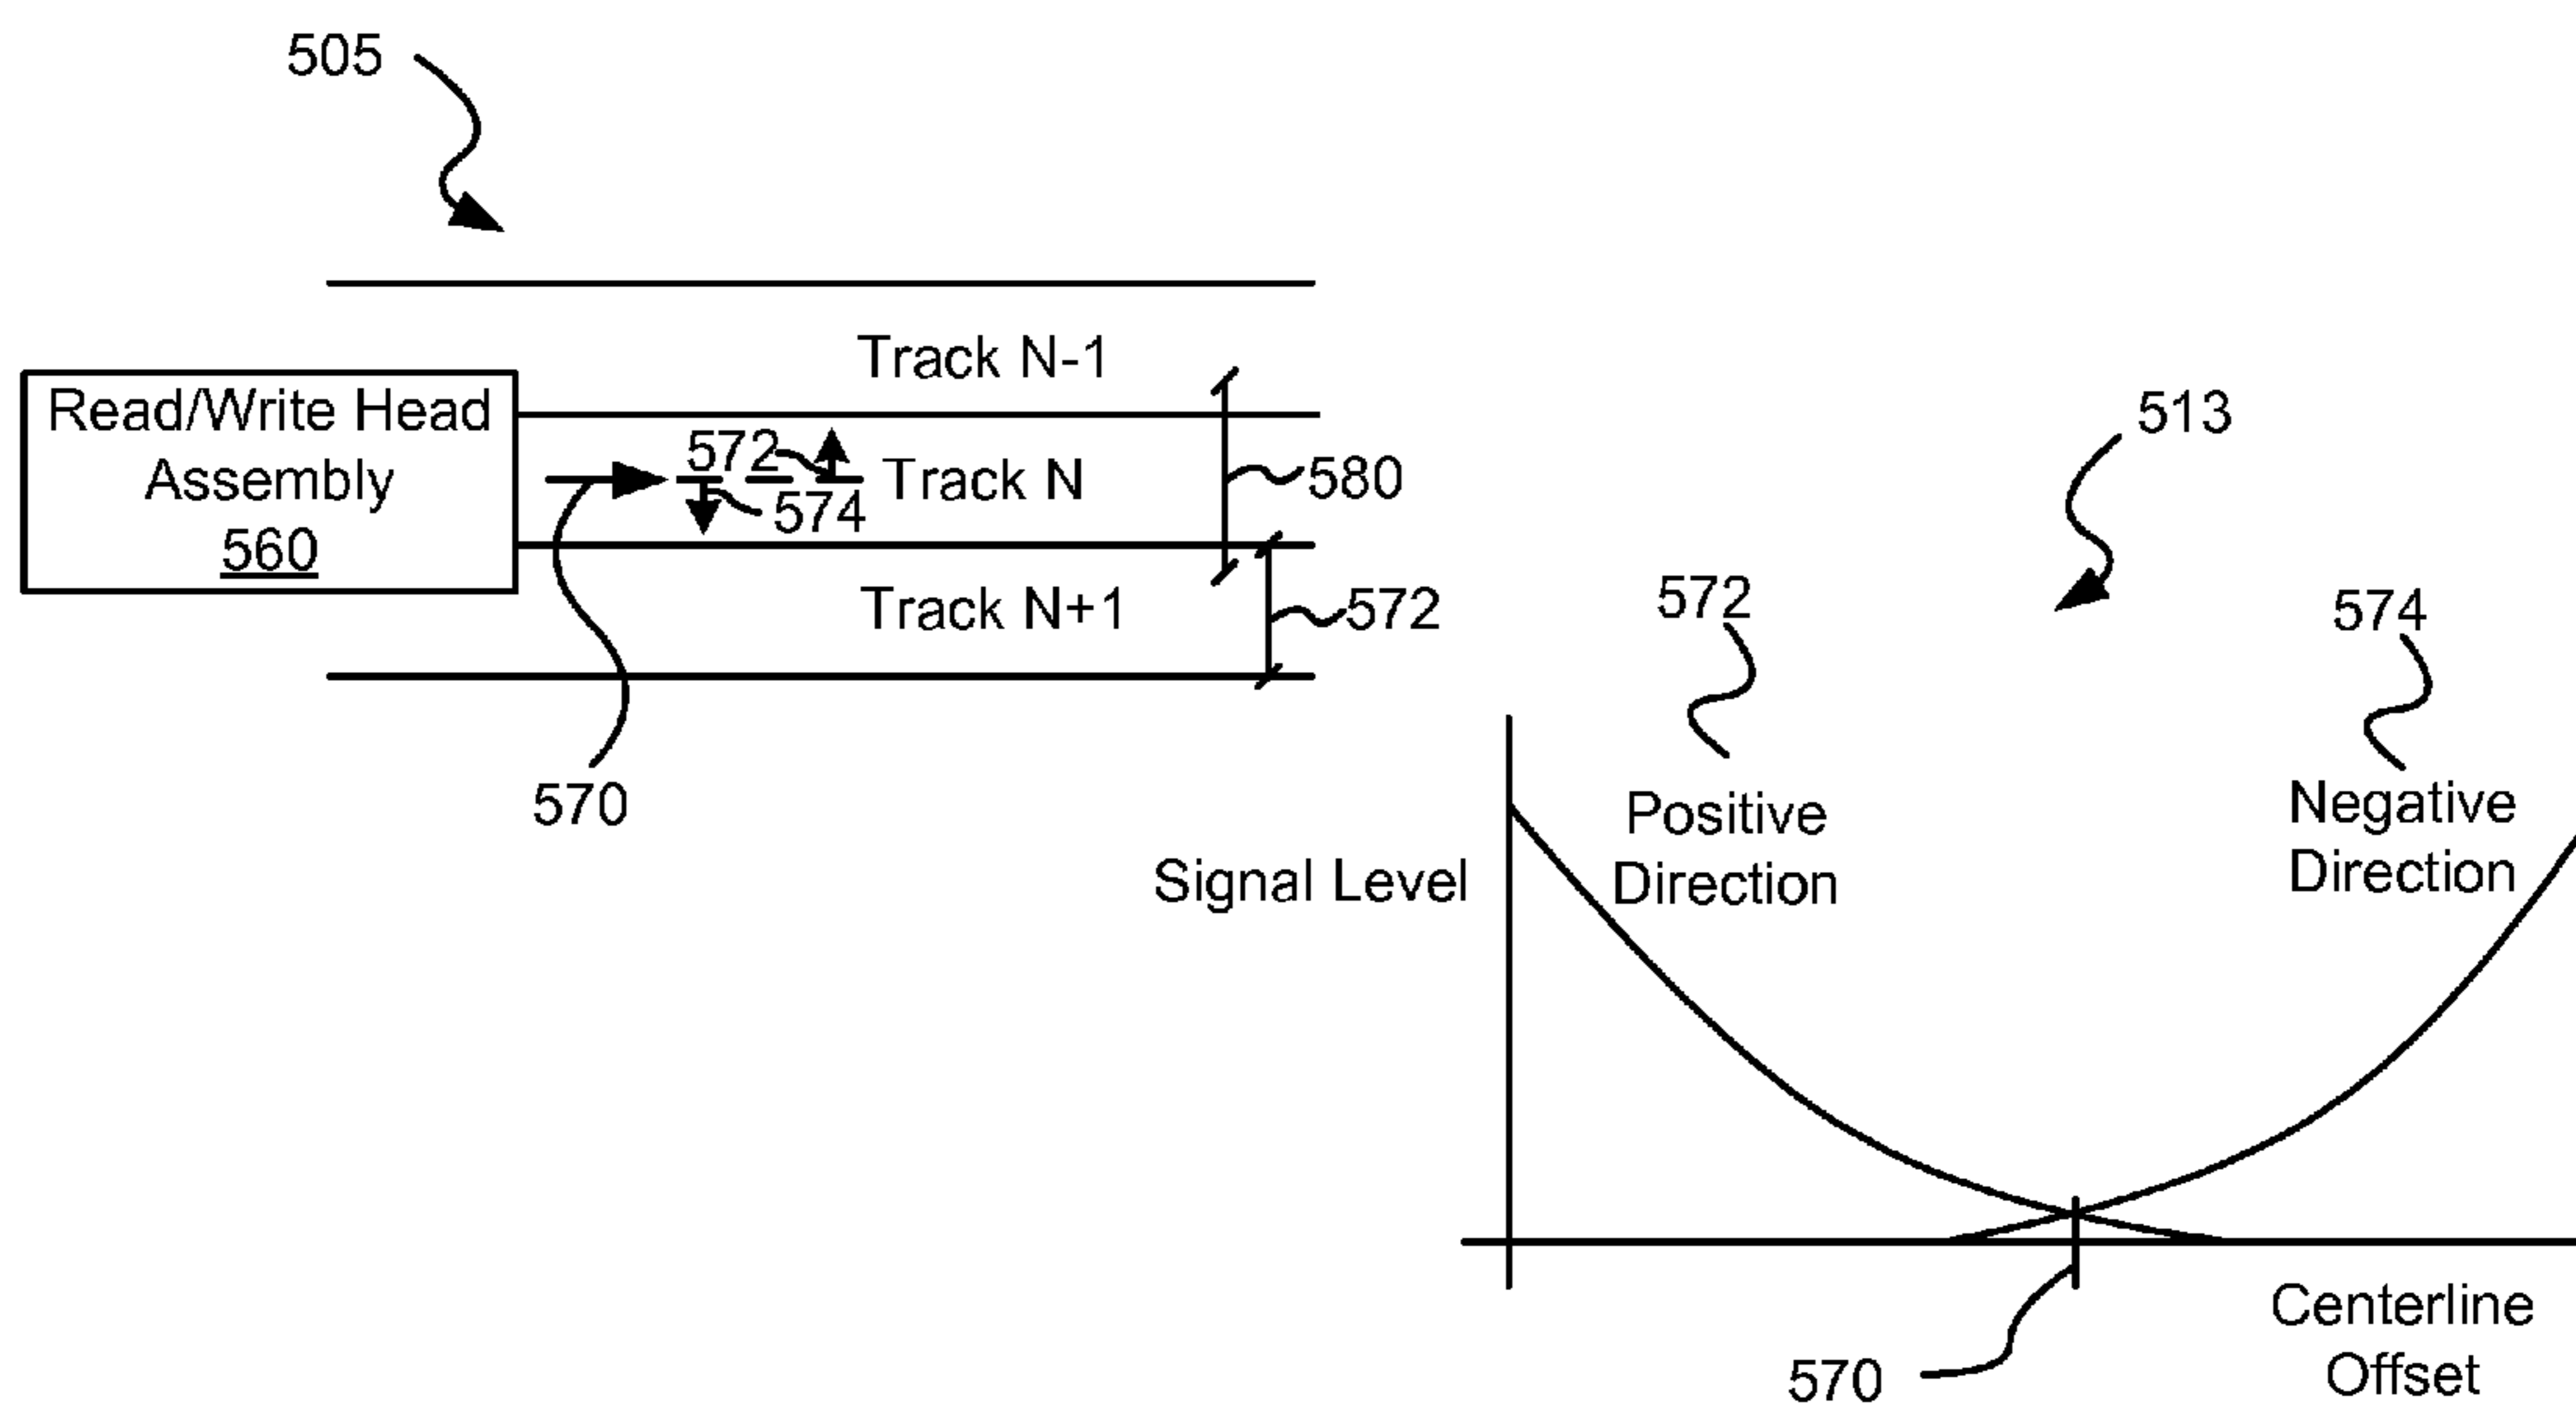 505
Track N-1
Read/Write Head
Assembly
560
572
574
Track N
580
Track N+1
572
570
513
572
574
Positive
Direction
Negative
Direction
Signal Level
570
Centerline
Offset